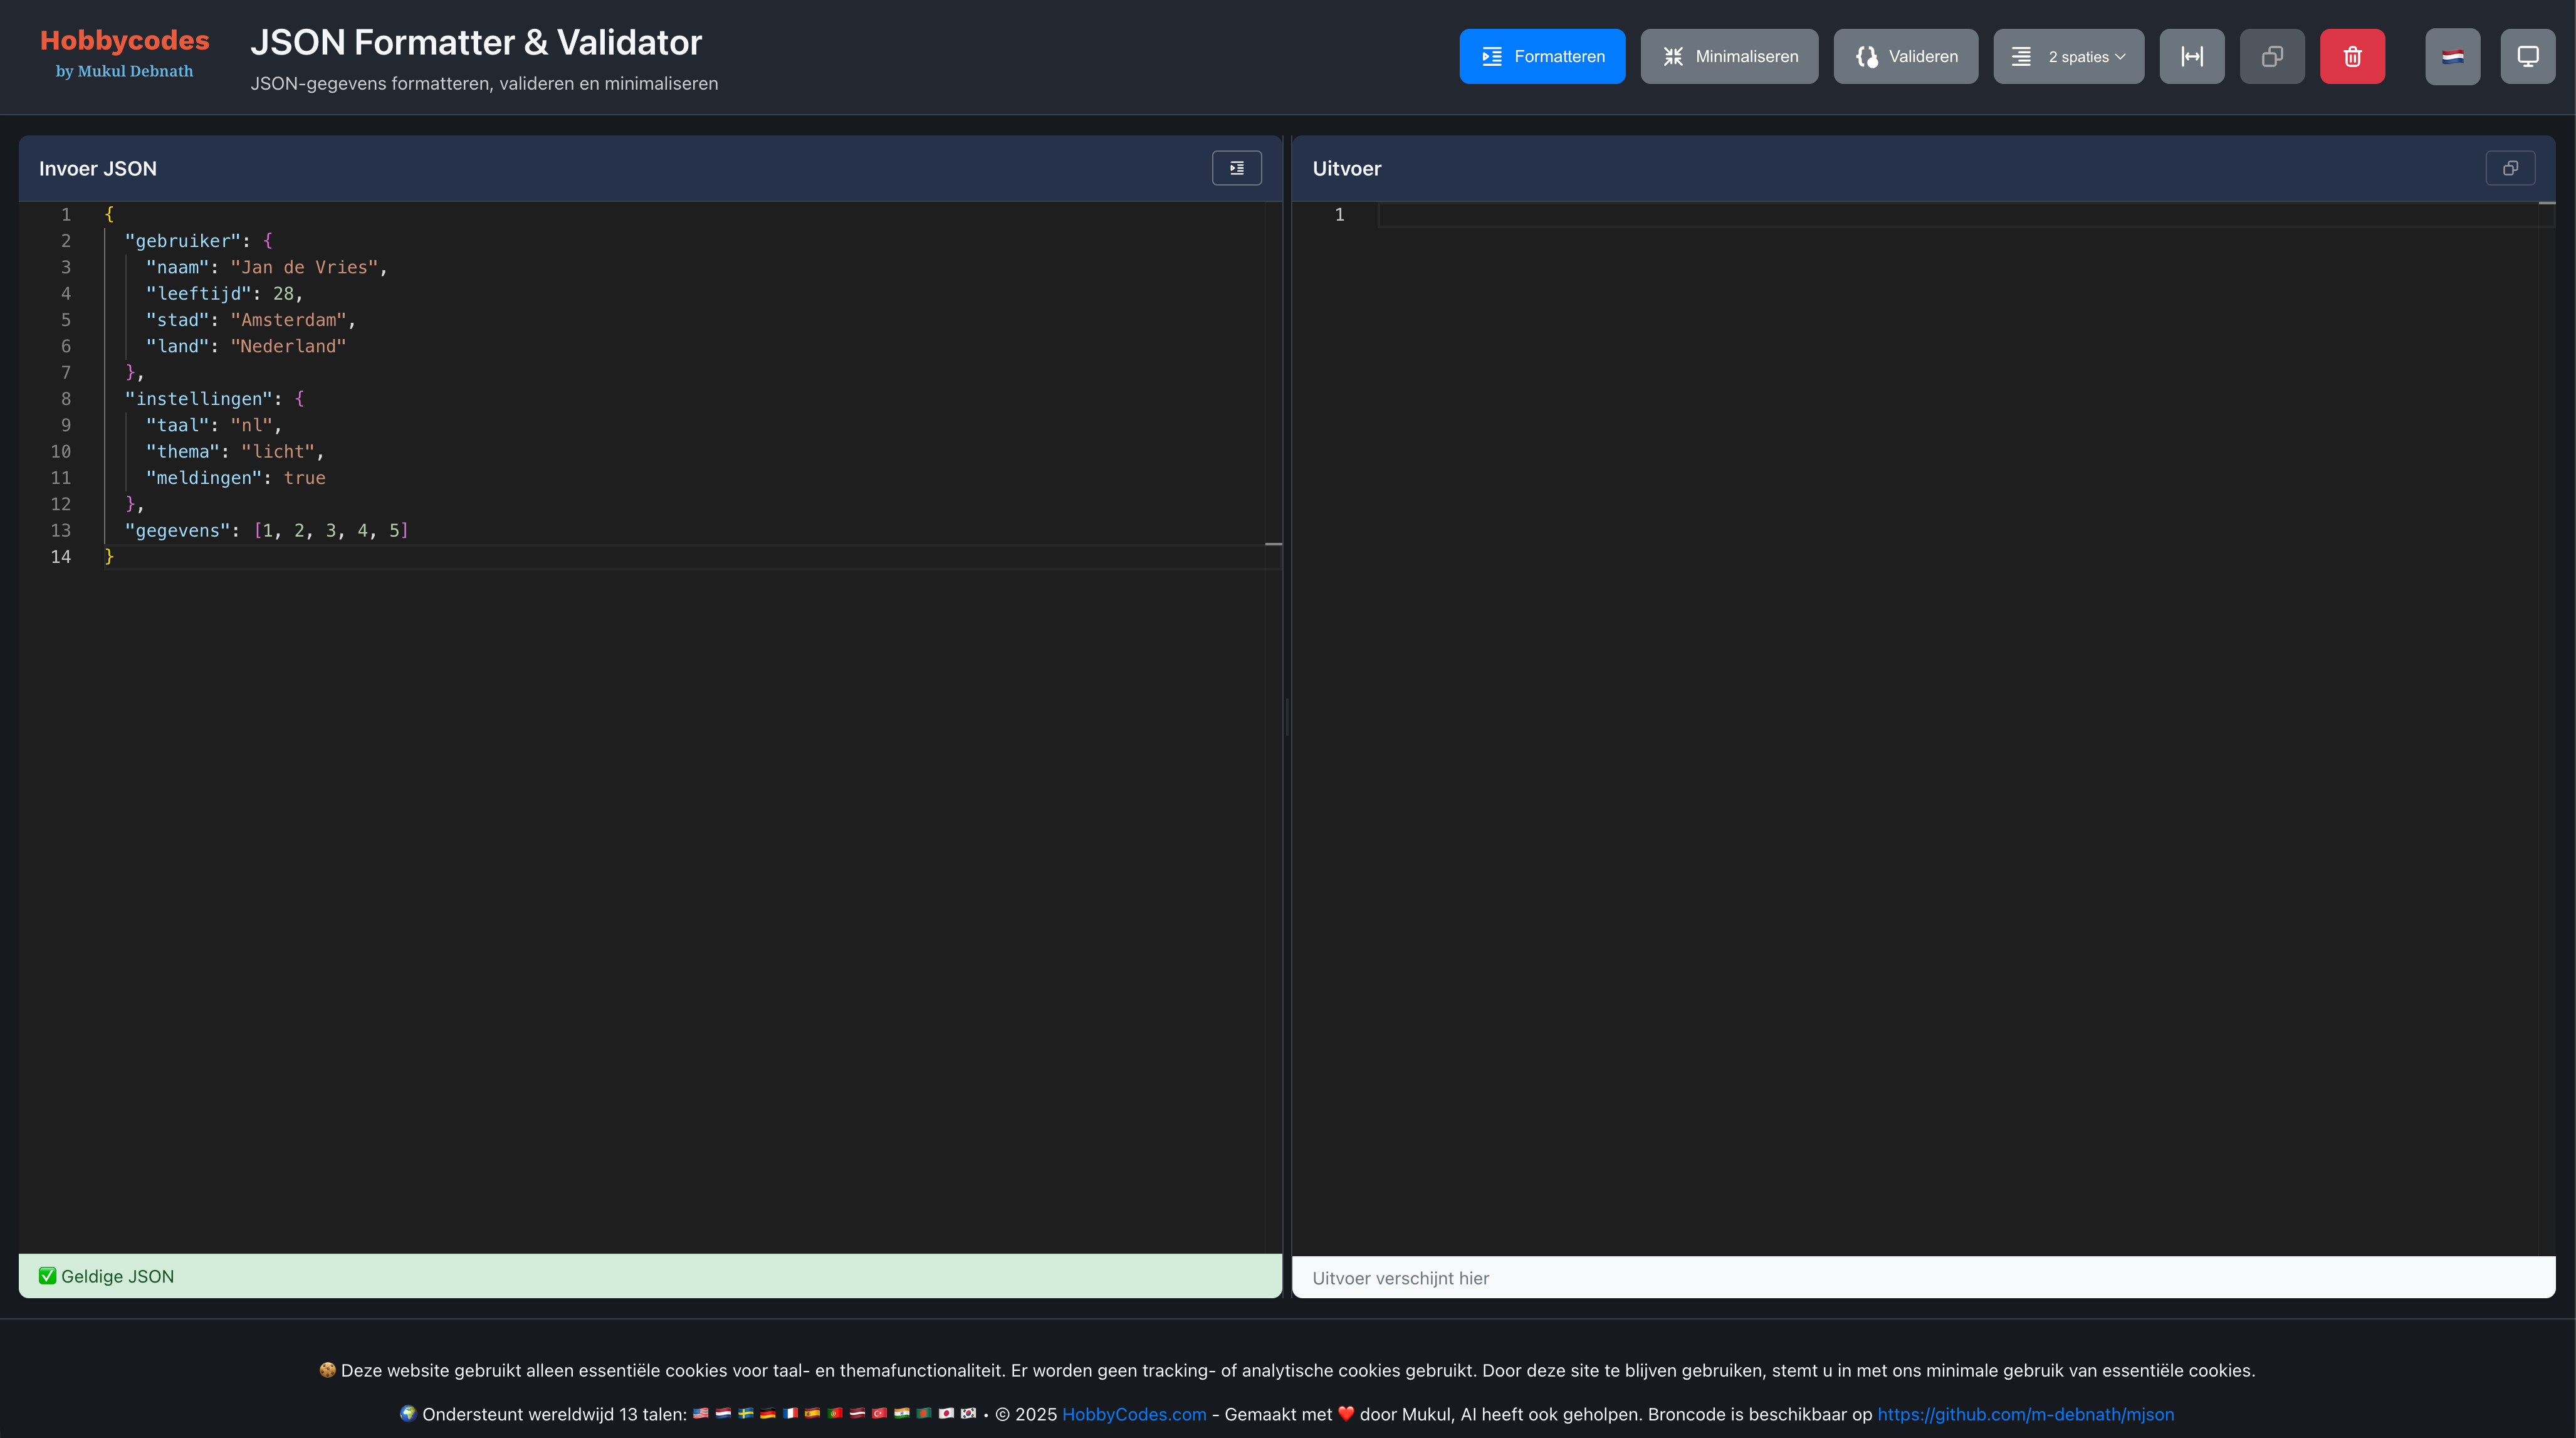 Hobbycodes
by Mukul Debnath
JSON Formatter & Validator
JSON-gegevens formatteren, valideren en minimaliseren
Formatteren
Minimaliseren
Valideren
2 spaties
Invoer JSON
1 {
2 "gebruiker": {
3 "naam": "Jan de Vries",
4 "leeftijd": 28,
5 "stad": "Amsterdam",
6 "land": "Nederland"
7 },
8 "instellingen": {
9 "taal": "nl",
10 "thema": "licht",
11 "meldingen": true
12 },
13 "gegevens": [1, 2, 3, 4, 5]
14 }
✅ Geldige JSON
Uitvoer
1
Uitvoer verschijnt hier
🍪 Deze website gebruikt alleen essentiële cookies voor taal- en themafunctionaliteit. Er worden geen tracking- of analytische cookies gebruikt. Door deze site te blijven gebruiken, stemt u in met ons minimale gebruik van essentiële cookies.
🌍 Ondersteunt wereldwijd 13 talen: 🇺🇸 🇳🇱 🇸🇪 🇩🇪 🇫🇷 🇪🇸 🇵🇹 🇱🇻 🇹🇷 🇮🇳 🇧🇩 🇯🇵 🇰🇷 • © 2025 HobbyCodes.com - Gemaakt met ❤️ door Mukul, AI heeft ook geholpen. Broncode is beschikbaar op https://github.com/m-debnath/mjson